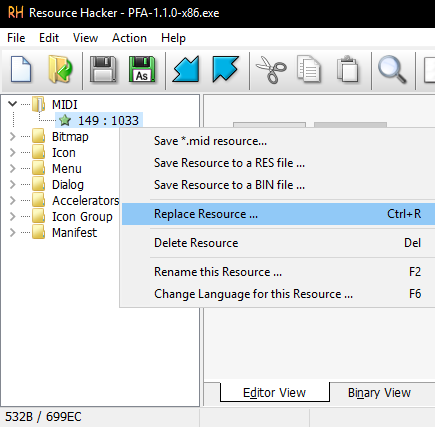 RH Resource Hacker - PFA-1.1.0-x86.exe
File Edit View Action Help
As
MIDI
149 : 1033
Bitmap
Icon
Menu
Dialog
Accelerators
Icon Group
Manifest
Save *.mid resource...
Save Resource to a RES file ...
Save Resource to a BIN file ...
Replace Resource ... Ctrl+R
Delete Resource Del
Rename this Resource ... F2
Change Language for this Resource ... F6
Editor View Binary View
532B / 699EC